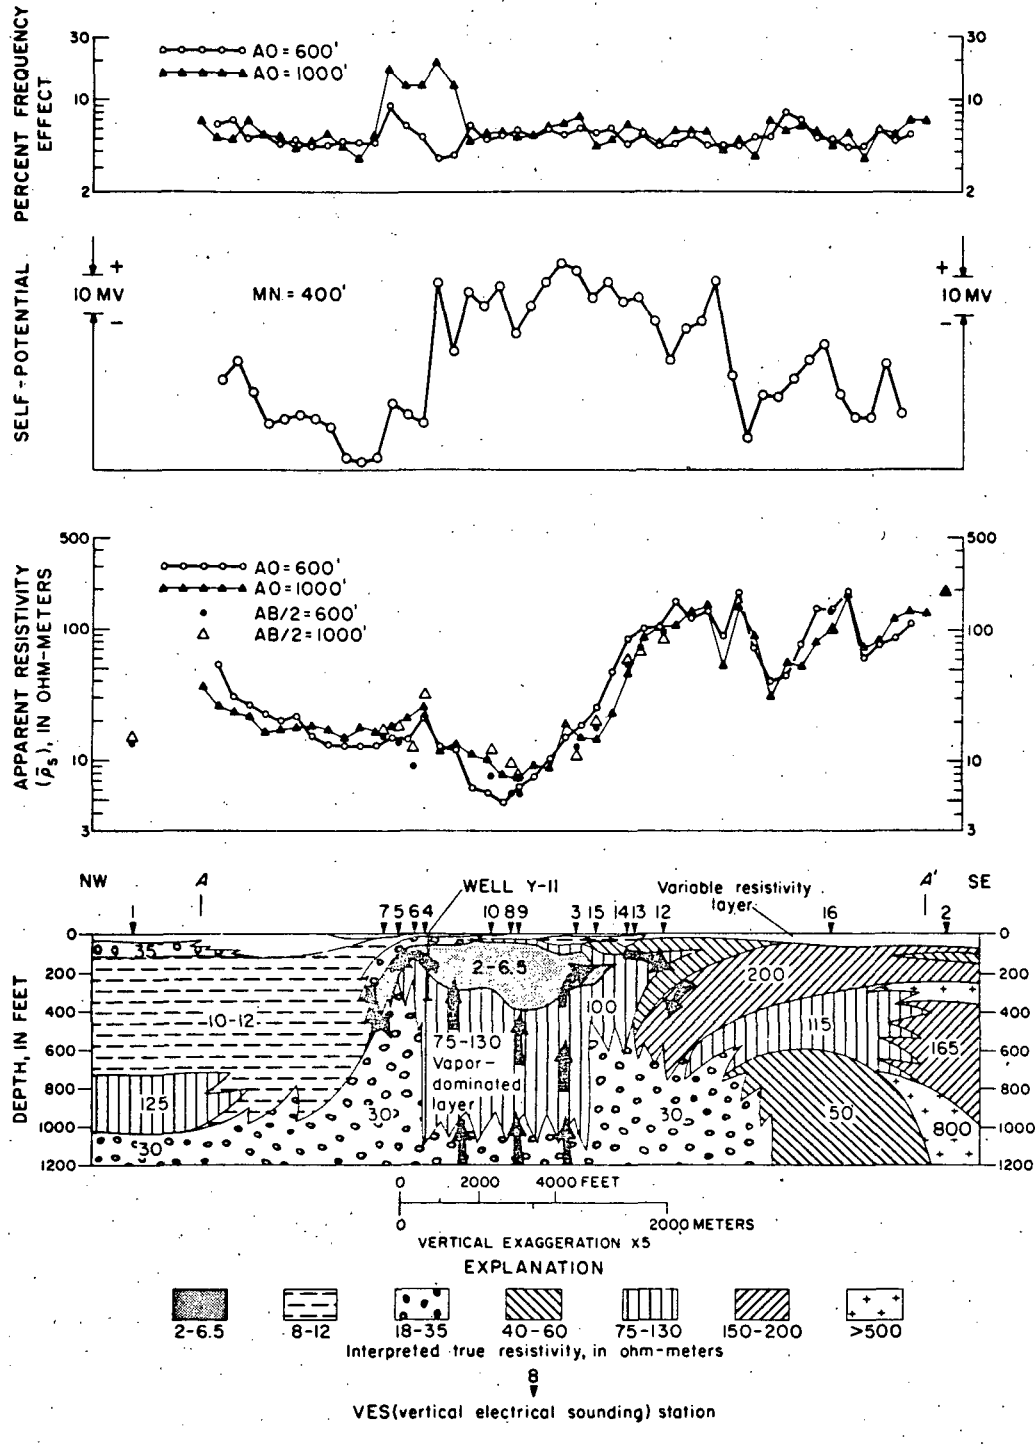 PERCENT FREQUENCY
EFFECT
30
10
2
AO = 600'
AO = 1000'
30
10
2
SELF-POTENTIAL
+
10 MV
−
MN = 400'
+
10 MV
−
APPARENT RESISTIVITY
(ρ̄s), IN OHM-METERS
500
100
10
3
AO = 600'
AO = 1000'
AB/2 = 600'
AB/2 = 1000'
500
100
10
3
NW
A
WELL Y-11
Variable resistivity
layer
A'
SE
1
7 5 6 4
10 8 9
3 15
14 13 12
16
2
DEPTH, IN FEET
0
200
400
600
800
1000
1200
35
10-12
125
30
30?
2-6.5
75-130
Vapor-
dominated
layer
100
30
200
115
50
165
800
0
200
400
600
800
1000
1200
0 2000 4000 FEET
0 2000 METERS
VERTICAL EXAGGERATION X5
EXPLANATION
2-6.5
8-12
18-35
40-60
75-130
150-200
>500
Interpreted true resistivity, in ohm-meters
8
VES (vertical electrical sounding) station